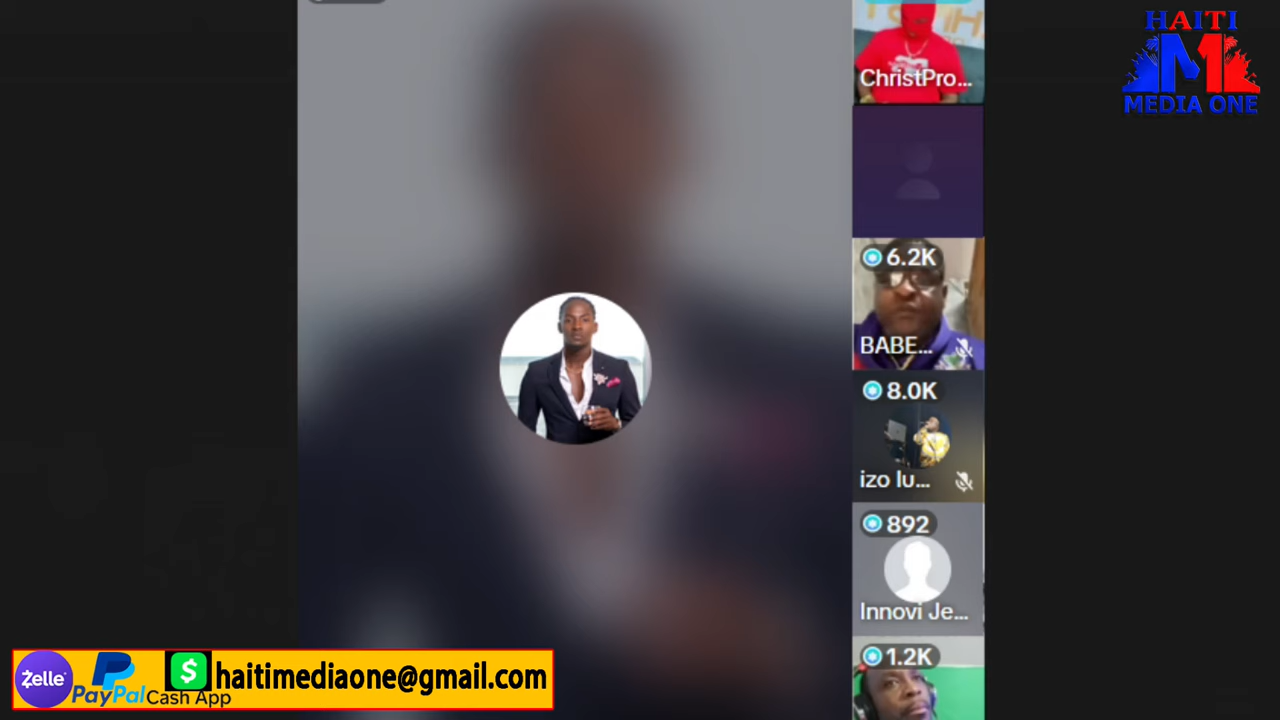 HAITI
M1
MEDIA ONE
ChristPro...
6.2K
BABE...
8.0K
izo lu...
892
Innovi Je...
1.2K
Zelle
PayPal
$
Cash App
haitimediaone@gmail.com